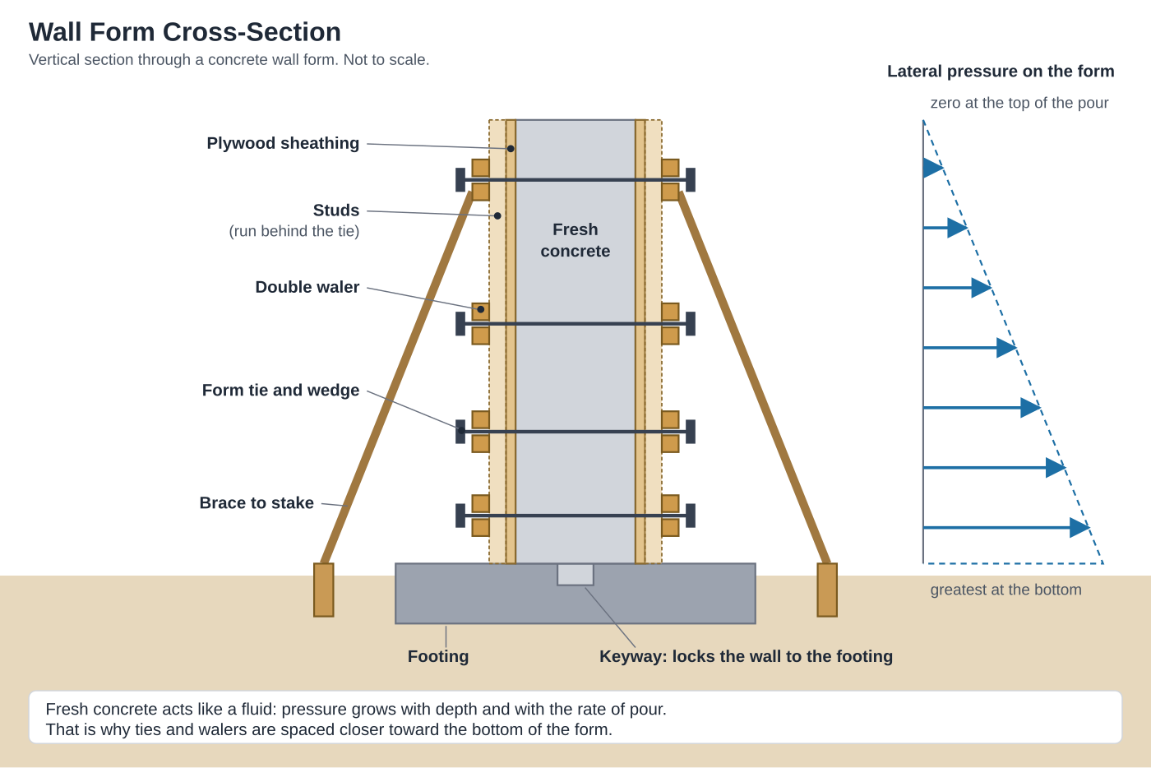 Wall Form Cross-Section
Vertical section through a concrete wall form. Not to scale.
Lateral pressure on the form
zero at the top of the pour
Plywood sheathing
Studs
(run behind the tie)
Fresh
concrete
Double waler
Form tie and wedge
Brace to stake
greatest at the bottom
Footing
Keyway: locks the wall to the footing
Fresh concrete acts like a fluid: pressure grows with depth and with the rate of pour.
That is why ties and walers are spaced closer toward the bottom of the form.